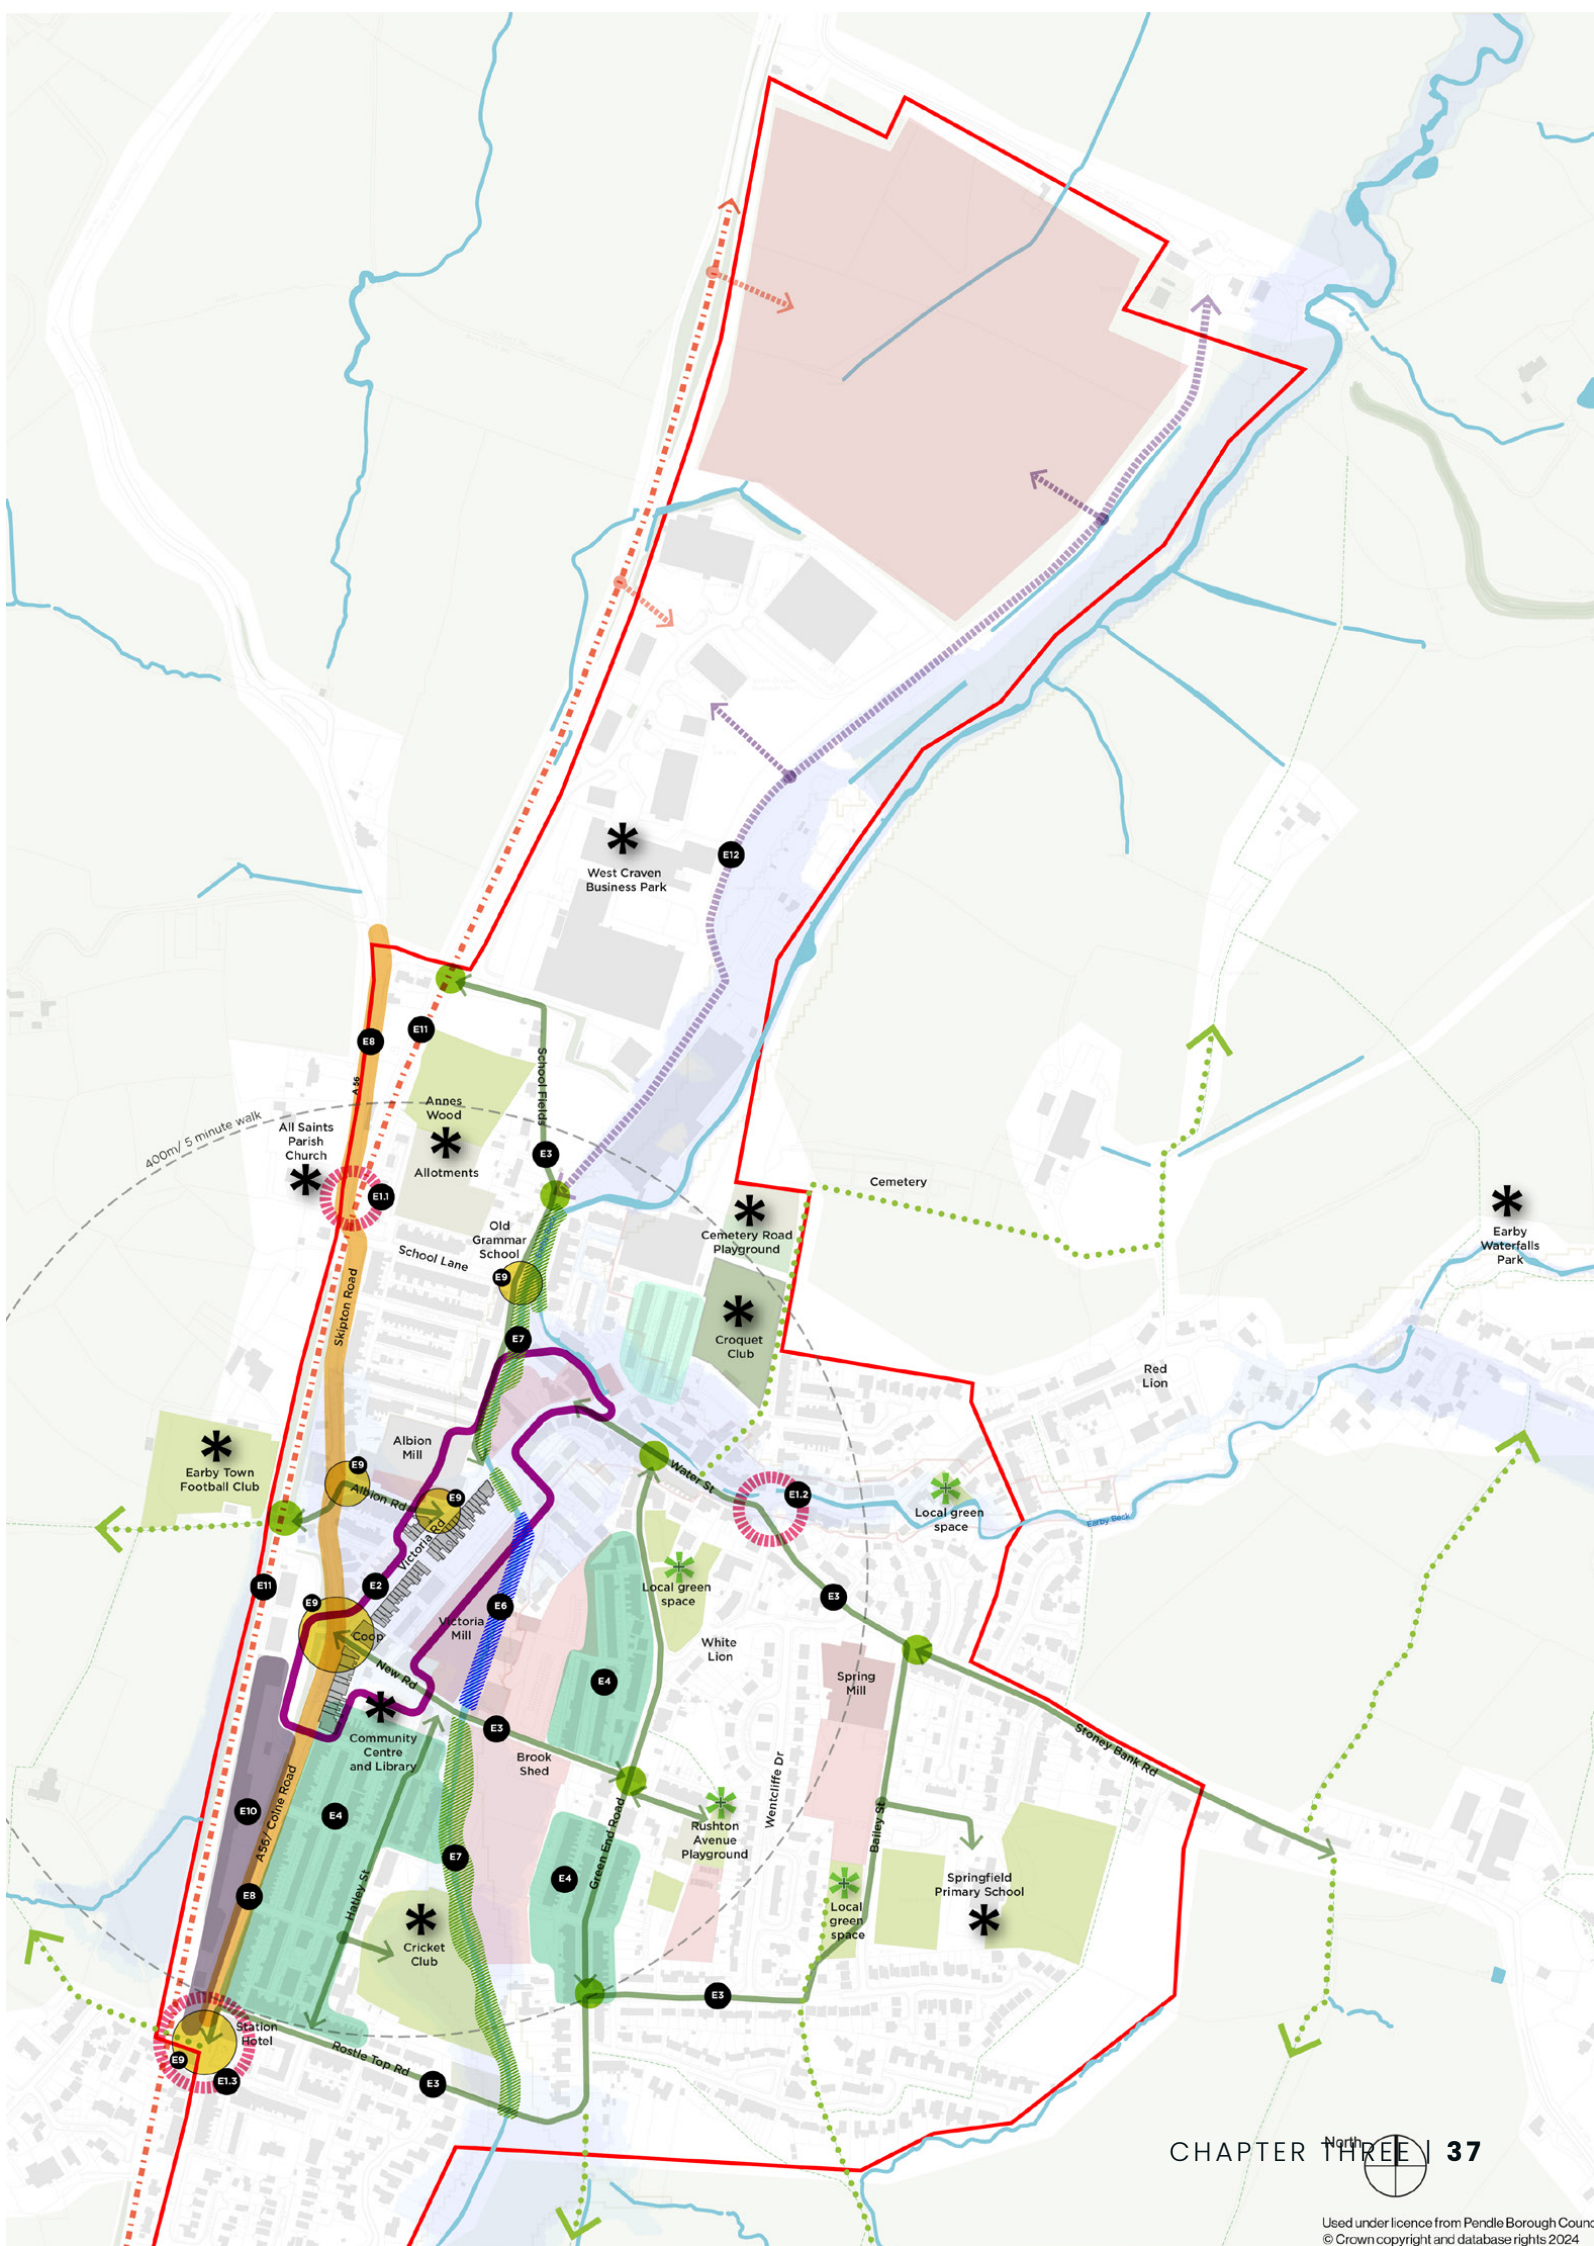 West Craven
Business Park
E12
E8
E11
A 56
School Fields
Annes
Wood
Allotments
400m/ 5 minute walk
All Saints
Parish
Church
E1.1
E3
Cemetery
Cemetery Road
Playground
Earby
Waterfalls
Park
Old
Grammar
School
School Lane
E9
Skipton Road
E7
Croquet
Club
Red
Lion
Albion
Mill
Earby Town
Football Club
E9
Albion Rd
E9
Water St
E1.2
Local green
space
Earby Beck
Victoria Rd
E11
E2
E9
Coop
E6
Victoria
Mill
Local green
space
E3
White
Lion
New Rd
E4
Spring
Mill
Community
Centre
and Library
E3
Brook
Shed
Stoney Bank Rd
Wentcliffe Dr
E10
E4
A56/ Colne Road
Rushton
Avenue
Playground
Green End Road
Bailey St
E7
E4
E8
Hatley St
Springfield
Primary School
Local
green
space
Cricket
Club
E3
Station
Hotel
E9
E1.3
Rostle Top Rd
E3
North
CHAPTER THREE | 37
Used under licence from Pendle Borough Counc
© Crown copyright and database rights 2024